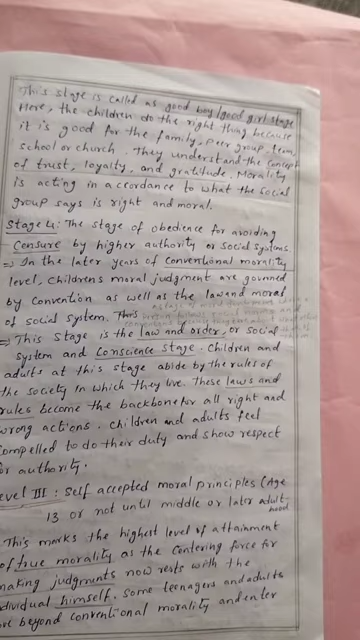 This stage is called as good boy/good girl stage
Here, the children do the right thing because
it is good for the family, peer group, team,
school or church. They understand the concept
of trust, loyalty, and gratitude. Morality
is acting in accordance to what the social
group says is right and moral.
Stage 4: The stage of obedience for avoiding
Censure by higher authority or social systems.
⇒ In the later years of conventional morality
level, childrens moral judgment are governed
by convention as well as the law and moral
of social system. This
⇒ This stage is the law and order, or social
system and Conscience stage. Children and
adults at this stage abide by the rules of
the society in which they live. These laws and
rules become the backbone for all right and
wrong actions. Children and adults feel
compelled to do their duty and show respect
for authority.
evel III: Self accepted moral principles (Age
13 or not until middle or later adult-
hood
This marks the highest level of attainment
of true morality as the Centering force for
making judgments now rests with the
dividual himself. Some teenagers and adults
beyond conventional morality and enter